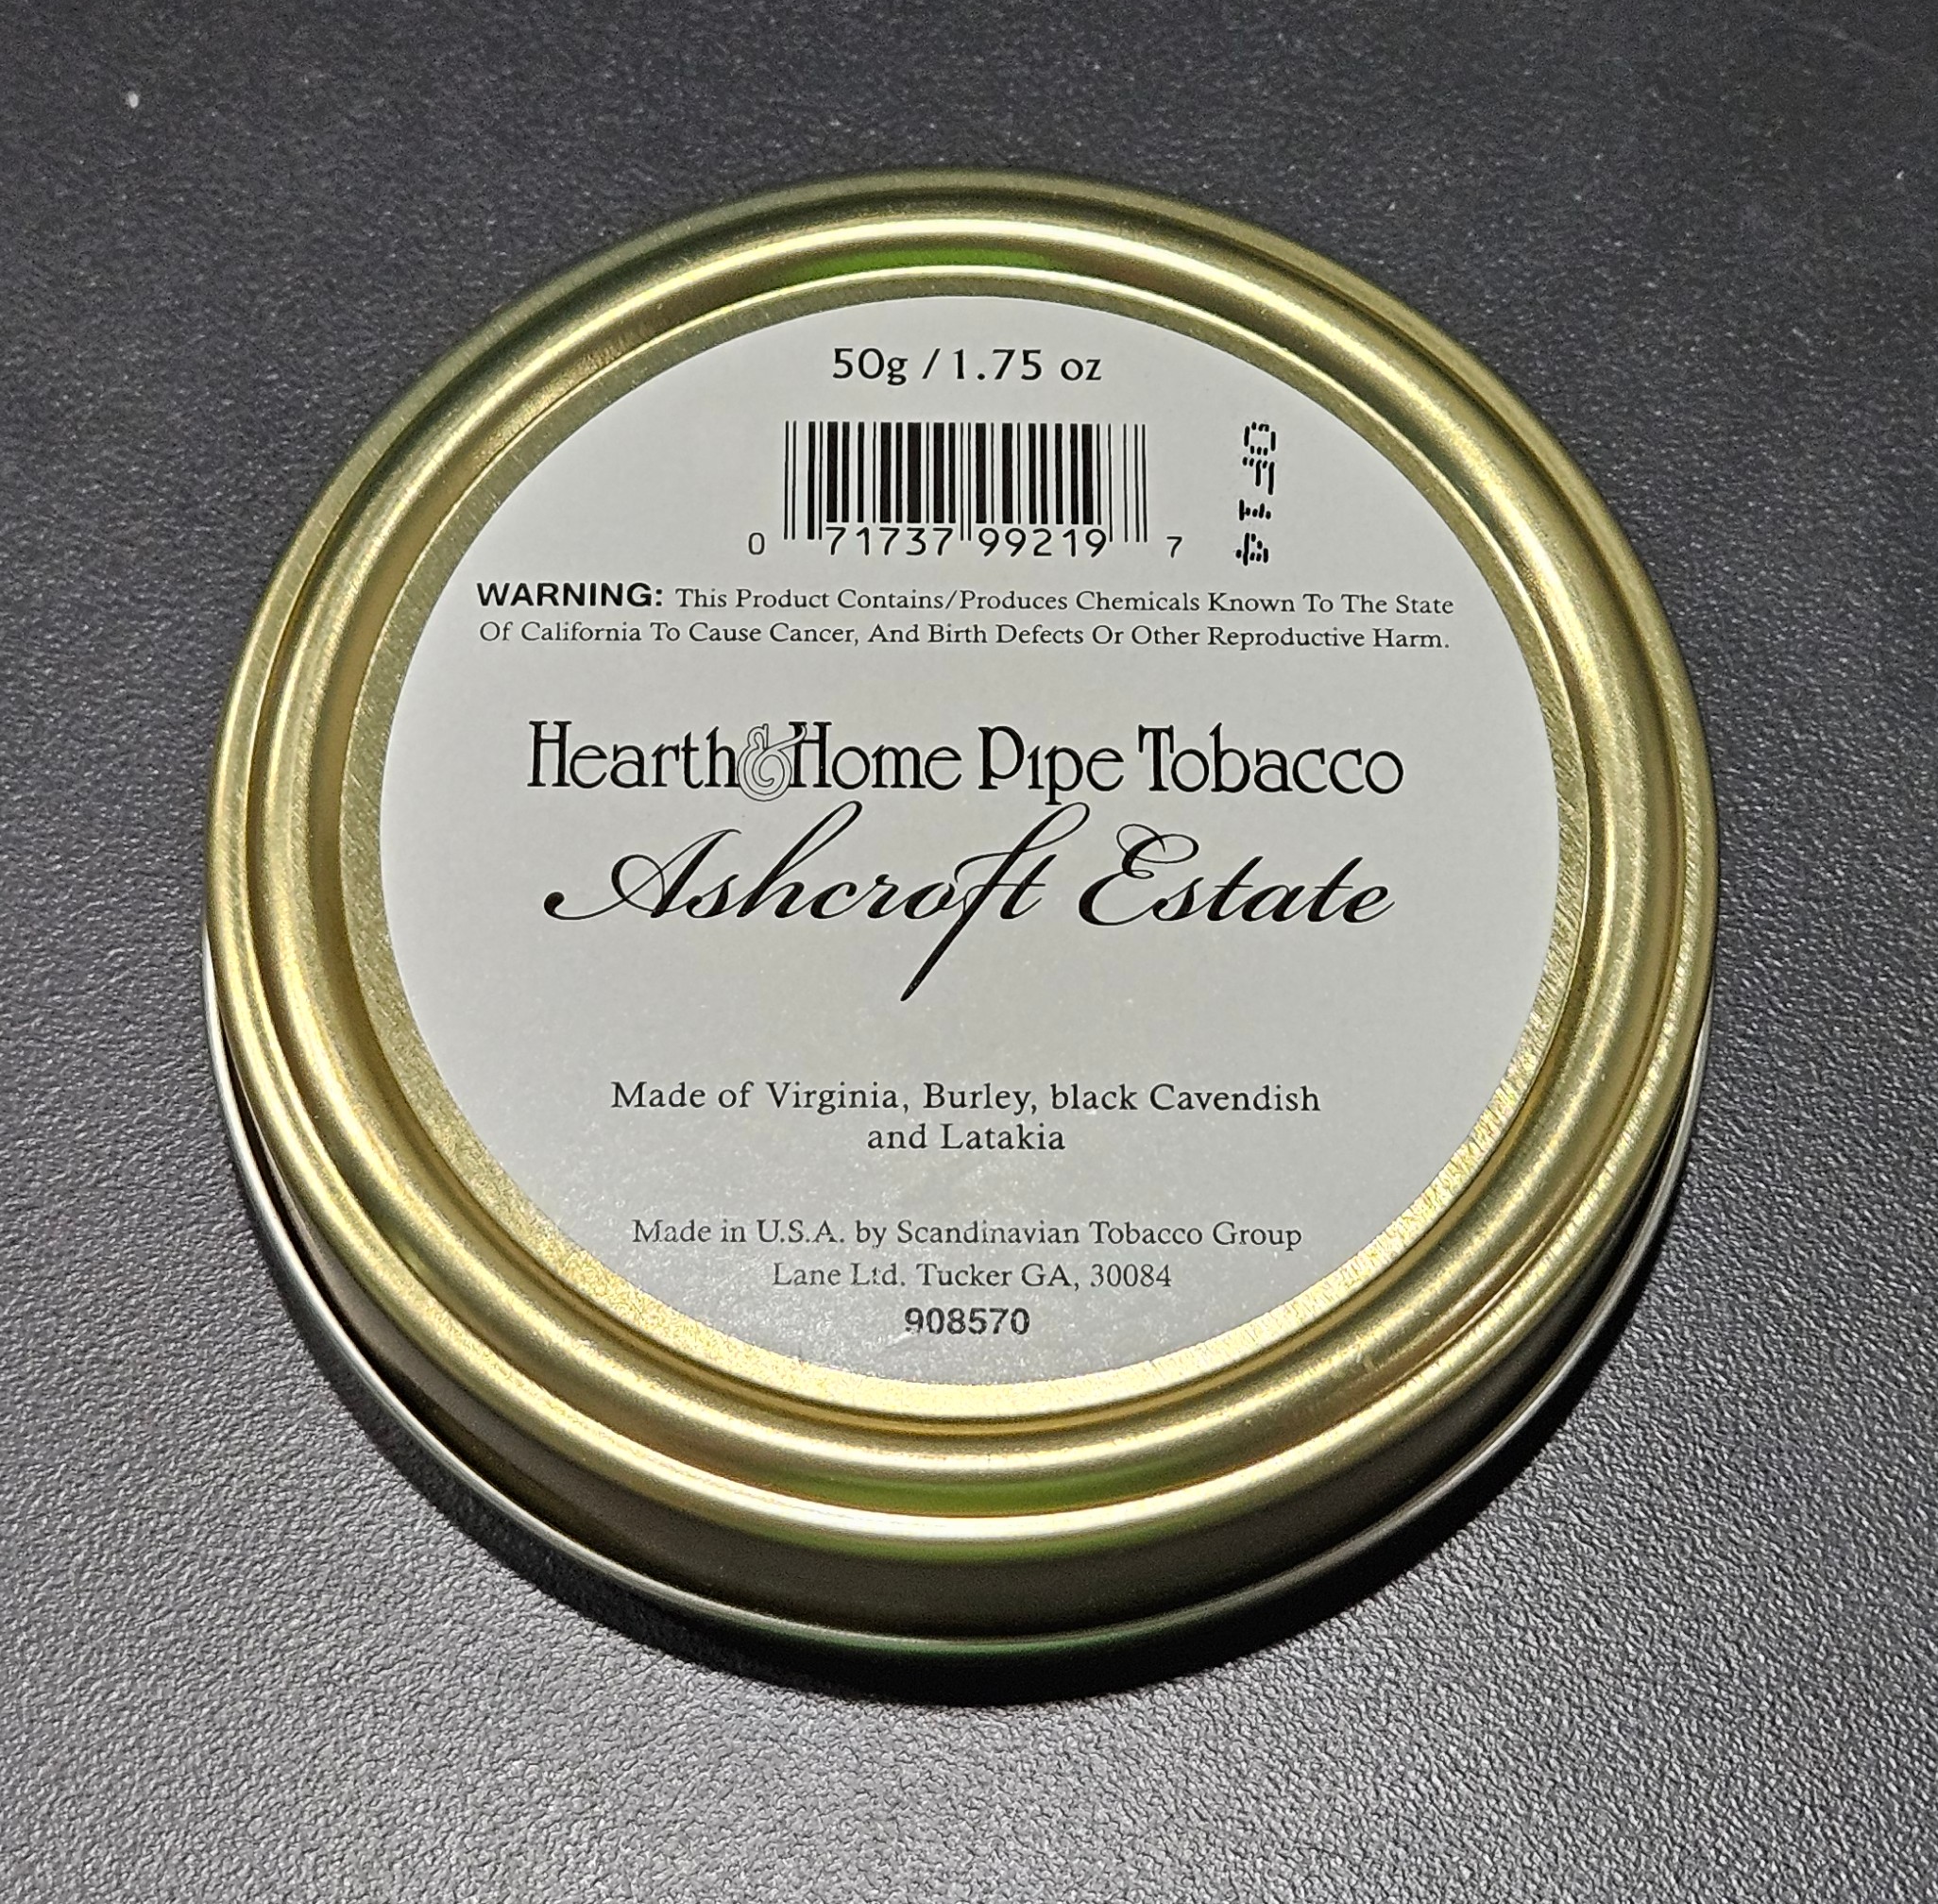 50g / 1.75 oz
0 71737 99219 7
WARNING: This Product Contains/Produces Chemicals Known To The State
Of California To Cause Cancer, And Birth Defects Or Other Reproductive Harm.
Hearth & Home Pipe Tobacco
Ashcroft Estate
Made of Virginia, Burley, black Cavendish
and Latakia
Made in U.S.A. by Scandinavian Tobacco Group
Lane Ltd. Tucker GA, 30084
908570